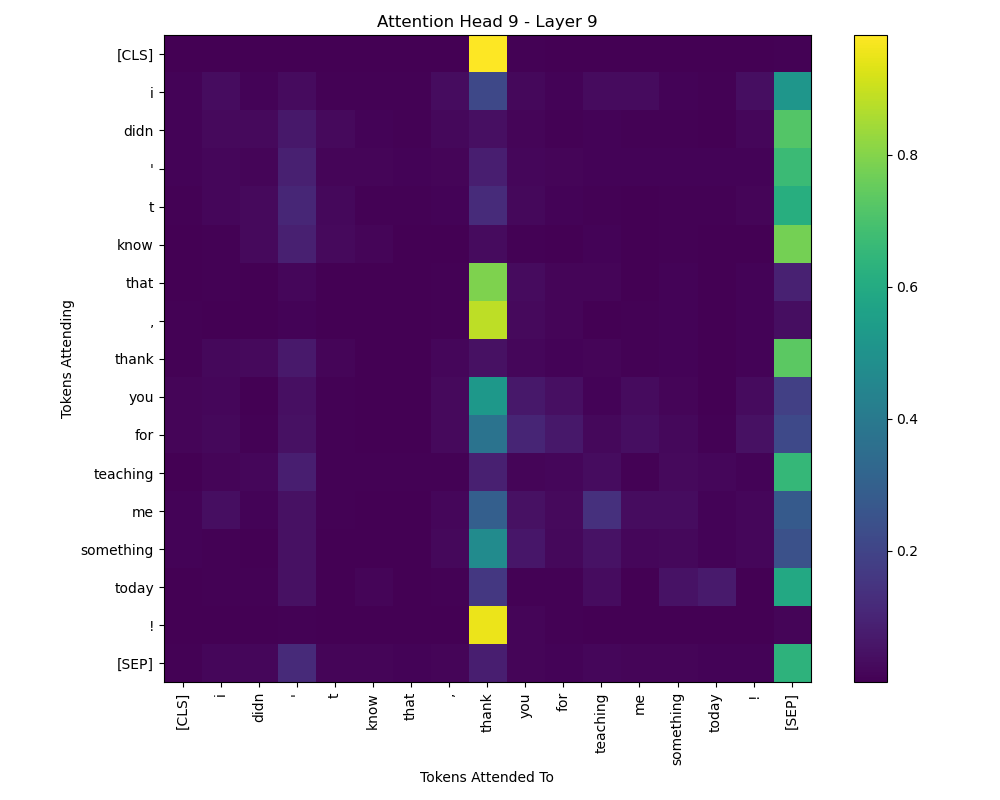 Attention Head 9 - Layer 9
[CLS]
i
didn
'
t
know
that
,
thank
you
for
teaching
me
something
today
!
[SEP]
Tokens Attending
[CLS]
i
didn
'
t
know
that
,
thank
you
for
teaching
me
something
today
!
[SEP]
Tokens Attended To
0.8
0.6
0.4
0.2